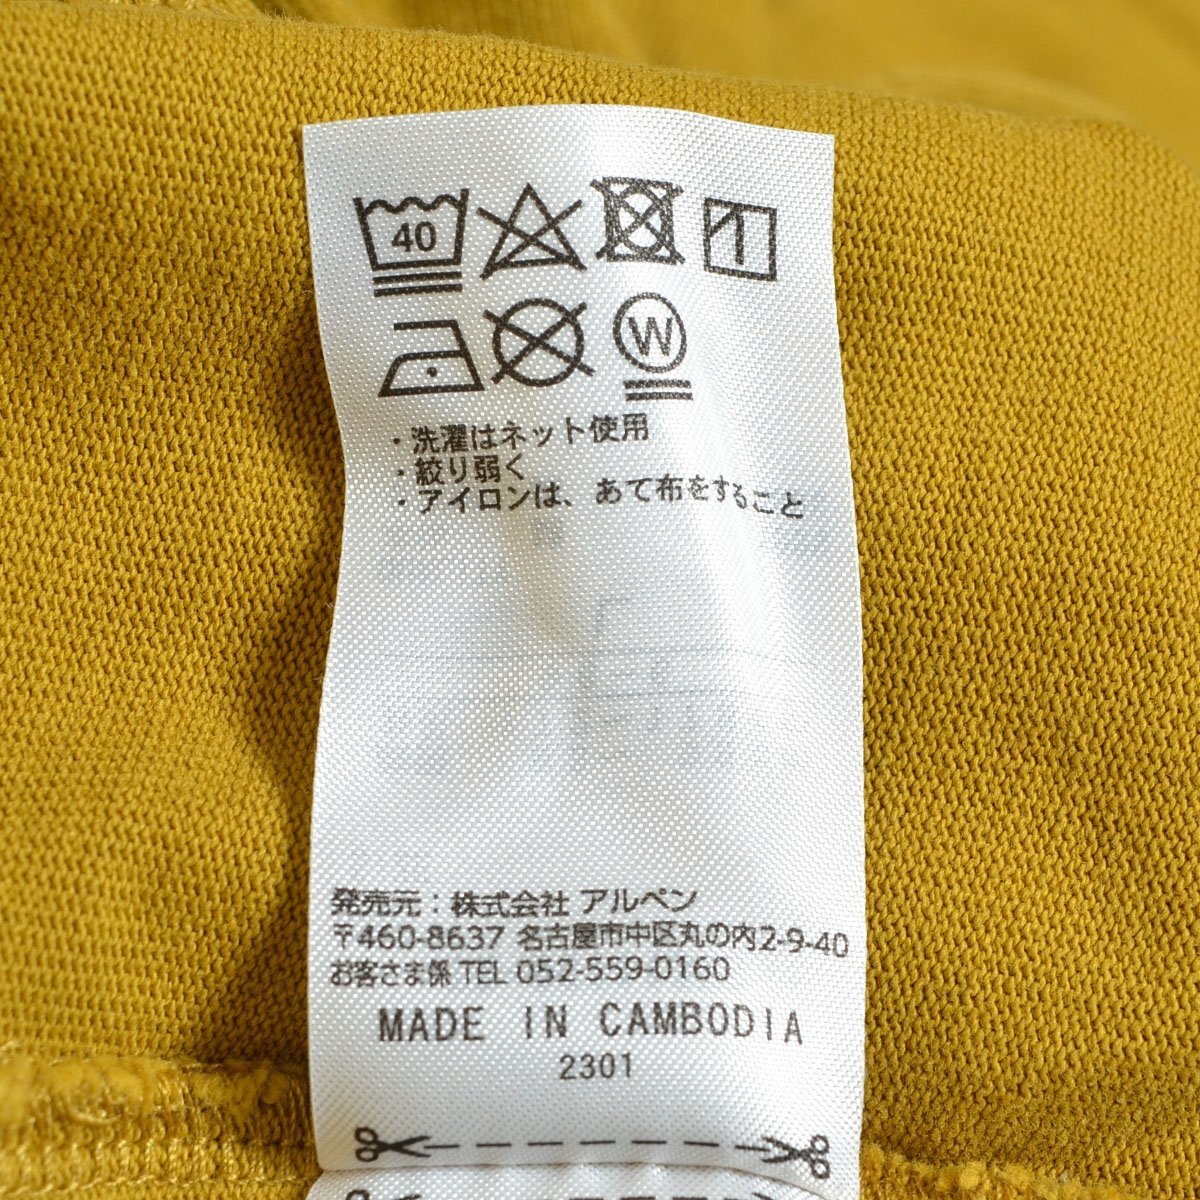 40
W
・洗濯はネット使用
・絞り弱く
・アイロンは、あて布をすること
発売元：株式会社 アルペン
〒460-8637 名古屋市中区丸の内2-9-40
お客さま係 TEL 052-559-0160
MADE IN CAMBODIA
2301